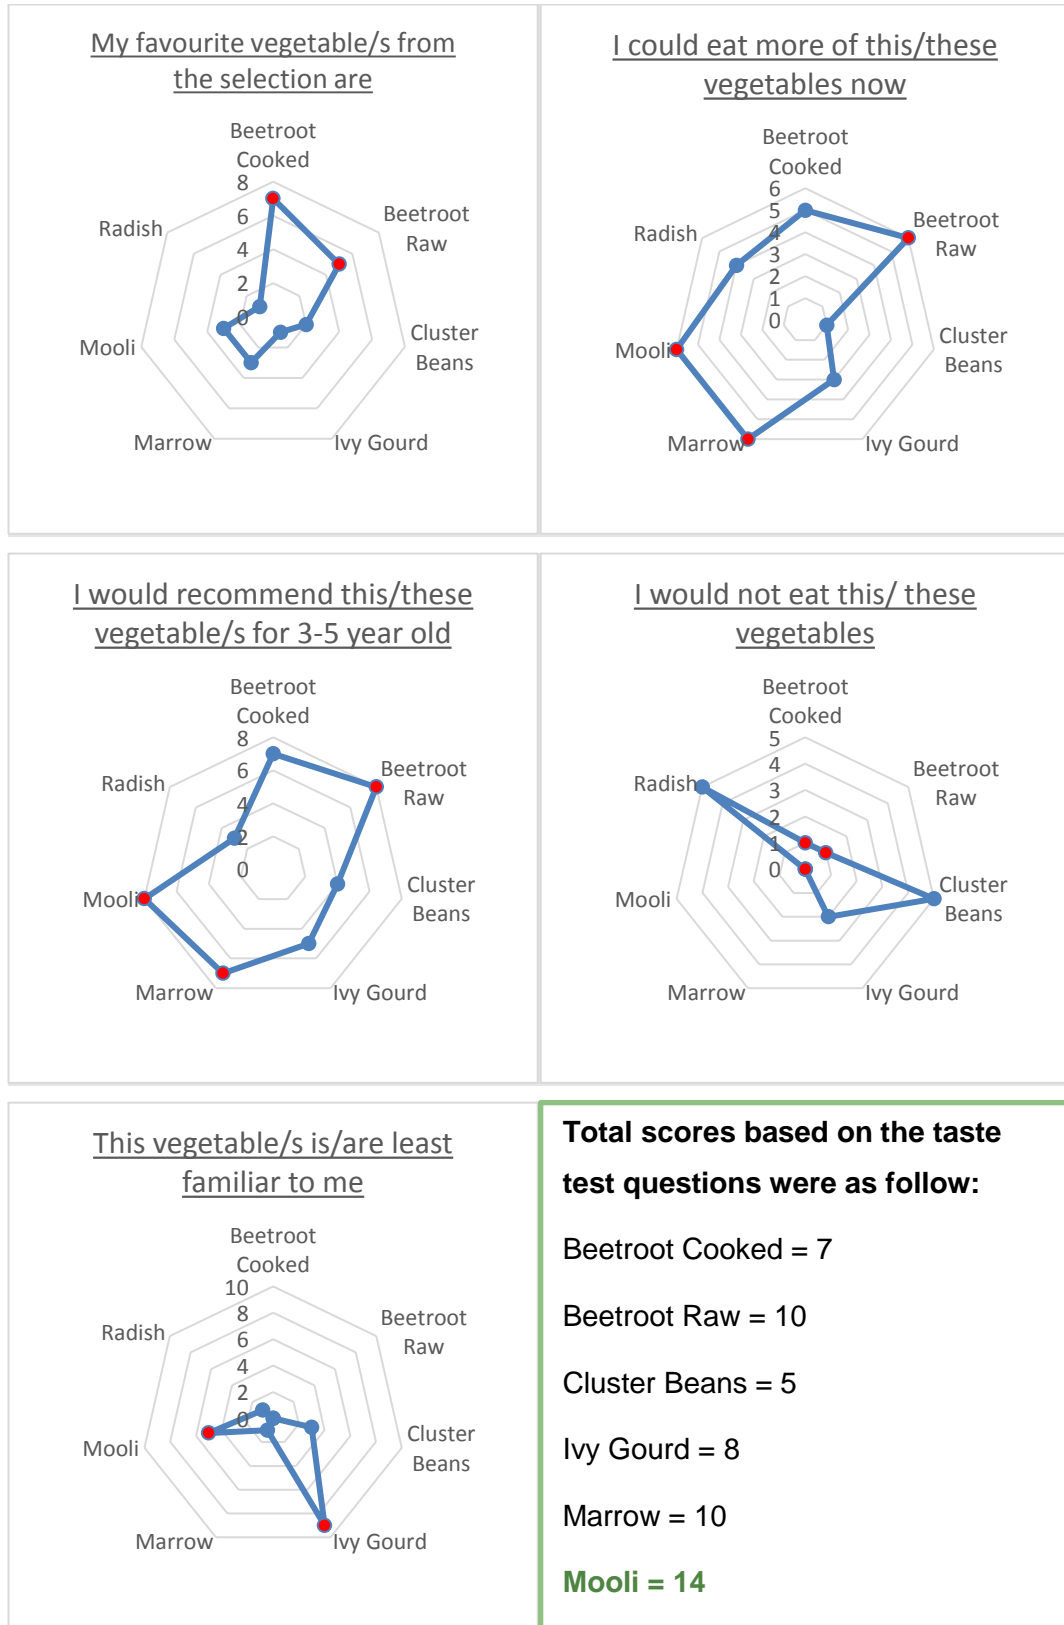 My favourite vegetable/s from
the selection are
Beetroot
Cooked
8
6
4
2
0
Beetroot
Raw
Cluster
Beans
Ivy Gourd
Marrow
Mooli
Radish
I could eat more of this/these
vegetables now
Beetroot
Cooked
6
5
4
3
2
1
0
Beetroot
Raw
Cluster
Beans
Ivy Gourd
Marrow
Mooli
Radish
I would recommend this/these
vegetable/s for 3-5 year old
Beetroot
Cooked
8
6
4
2
0
Beetroot
Raw
Cluster
Beans
Ivy Gourd
Marrow
Mooli
Radish
I would not eat this/ these
vegetables
Beetroot
Cooked
5
4
3
2
1
0
Beetroot
Raw
Cluster
Beans
Ivy Gourd
Marrow
Mooli
Radish
This vegetable/s is/are least
familiar to me
Beetroot
Cooked
10
8
6
4
2
0
Beetroot
Raw
Cluster
Beans
Ivy Gourd
Marrow
Mooli
Radish
Total scores based on the taste
test questions were as follow:
Beetroot Cooked = 7
Beetroot Raw = 10
Cluster Beans = 5
Ivy Gourd = 8
Marrow = 10
Mooli = 14